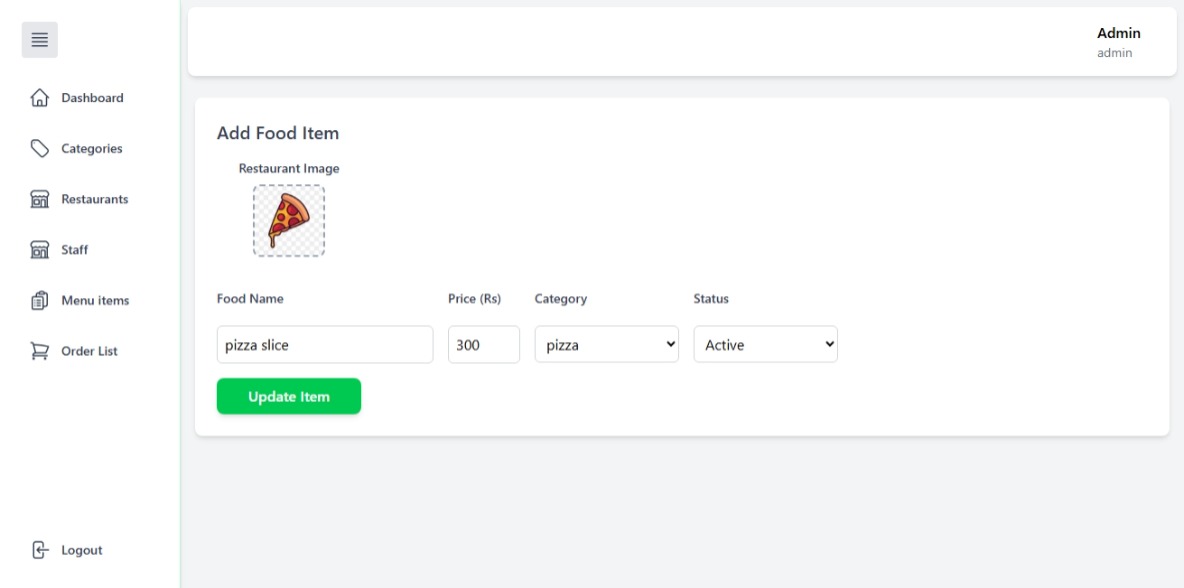 Admin
admin
Dashboard
Categories
Restaurants
Staff
Menu items
Order List
Logout
Add Food Item
Restaurant Image
Food Name Price (Rs) Category Status
pizza slice 300 pizza Active
Update Item